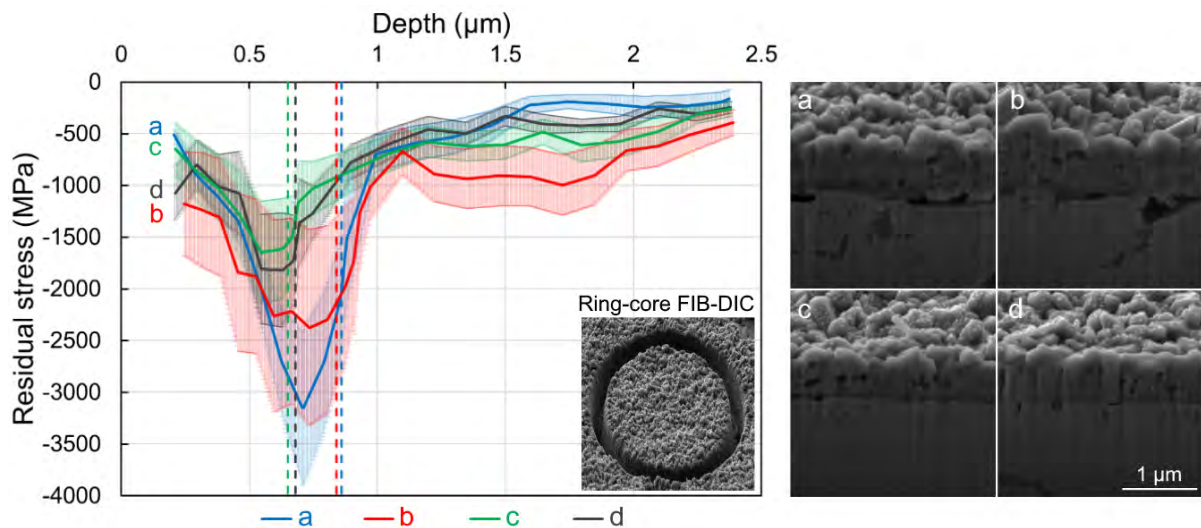 Depth (µm)
0 0.5 1 1.5 2 2.5
Residual stress (MPa)
0
-500
-1000
-1500
-2000
-2500
-3000
-3500
-4000
a
c
d
b
Ring-core FIB-DIC
a b c d
a b
c d
1 µm